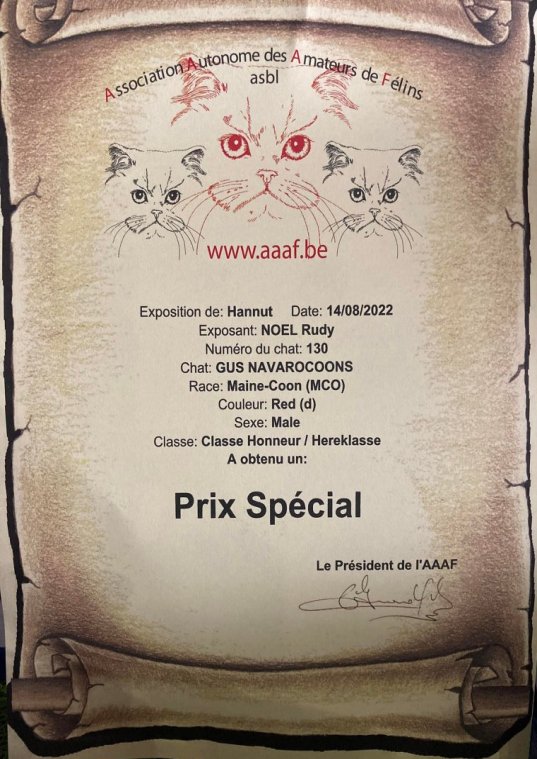 Association Autonome des Amateurs de Félins
asbl
www.aaaf.be
Exposition de: Hannut Date: 14/08/2022
Exposant: NOEL Rudy
Numéro du chat: 130
Chat: GUS NAVAROCOONS
Race: Maine-Coon (MCO)
Couleur: Red (d)
Sexe: Male
Classe: Classe Honneur / Hereklasse
A obtenu un:
Prix Spécial
Le Président de l'AAAF